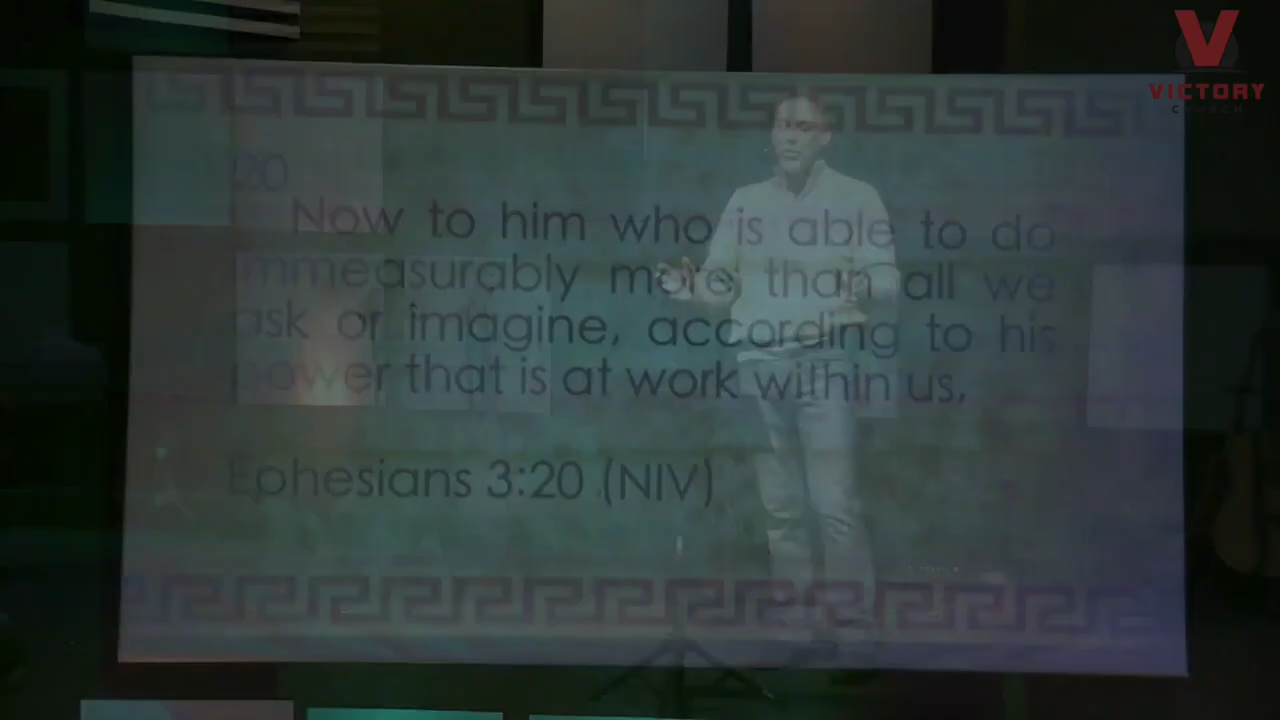 V
VICTORY
CHURCH
20
Now to him who is able to do
immeasurably more than all we
ask or imagine, according to his
power that is at work within us,
Ephesians 3:20 (NIV)